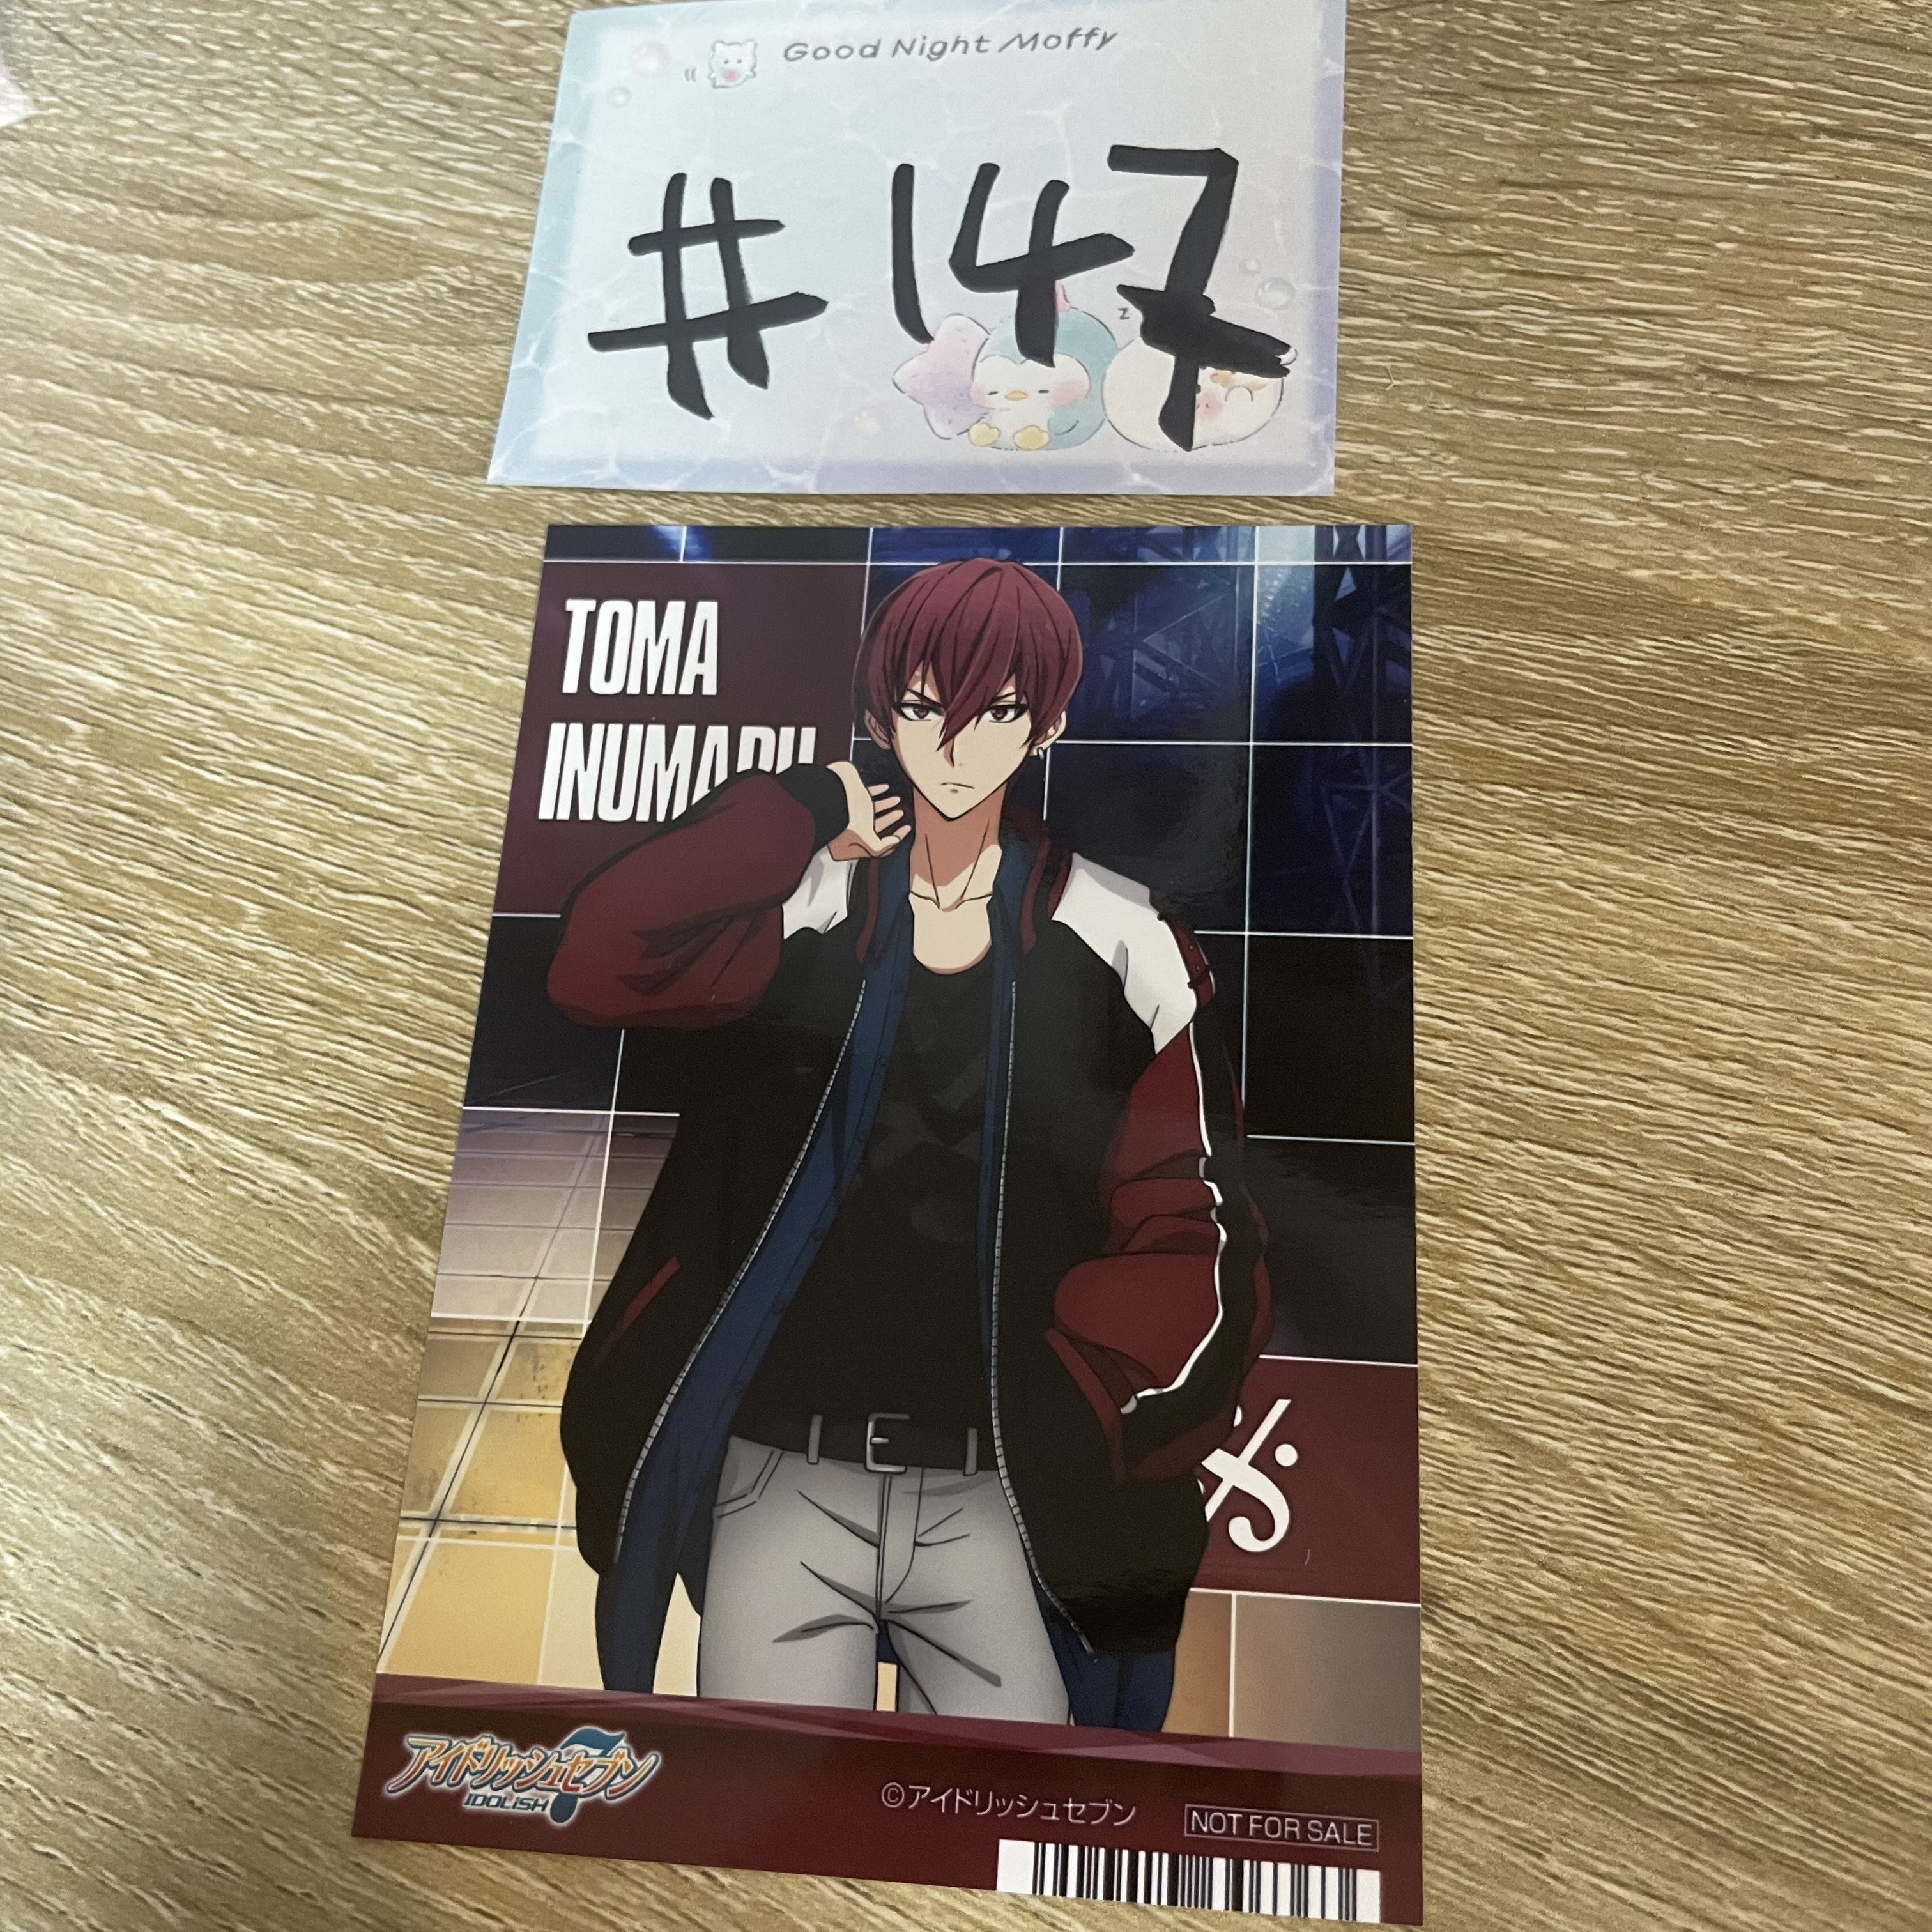 Good Night Moffy
# 147
z
TOMA
INUMARU
アイドリッシュセブン
IDOLiSH7
©アイドリッシュセブン
NOT FOR SALE